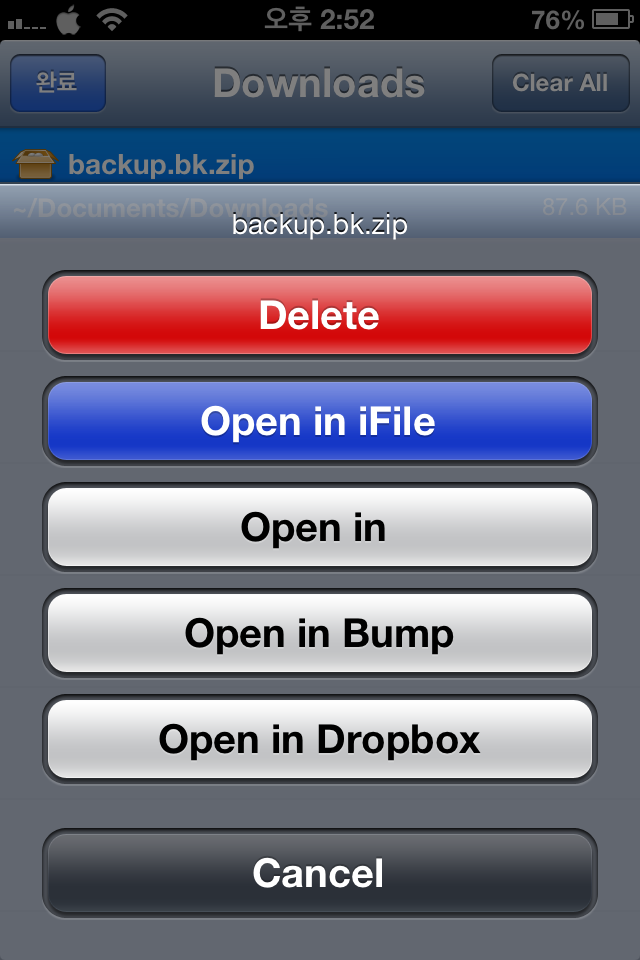 오후 2:52
76%
완료
Downloads
Clear All
backup.bk.zip
~/Documents/Downloads
87.6 KB
backup.bk.zip
Delete
Open in iFile
Open in
Open in Bump
Open in Dropbox
Cancel